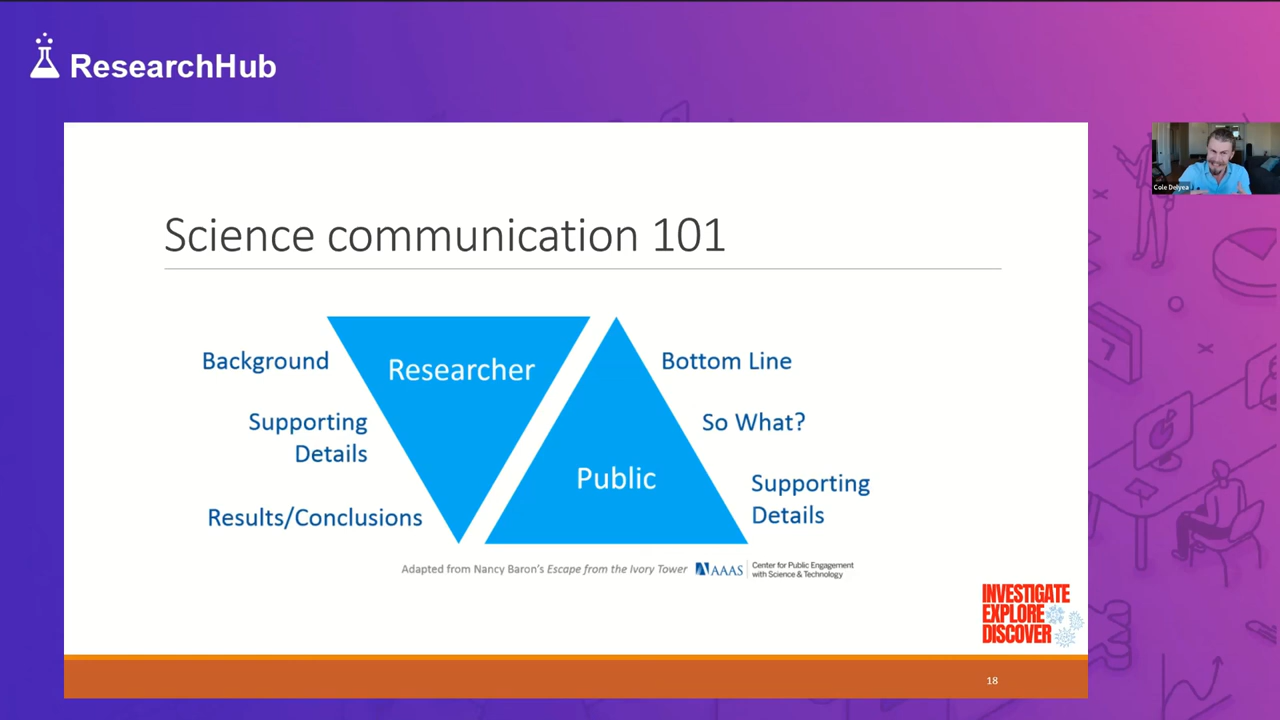 ResearchHub
Cole Delyea
Science communication 101
Background
Researcher
Bottom Line
Supporting
Details
So What?
Results/Conclusions
Public
Supporting
Details
Adapted from Nancy Baron's Escape from the Ivory Tower
AAAS
Center for Public Engagement
with Science & Technology
INVESTIGATE
EXPLORE
DISCOVER
18
7